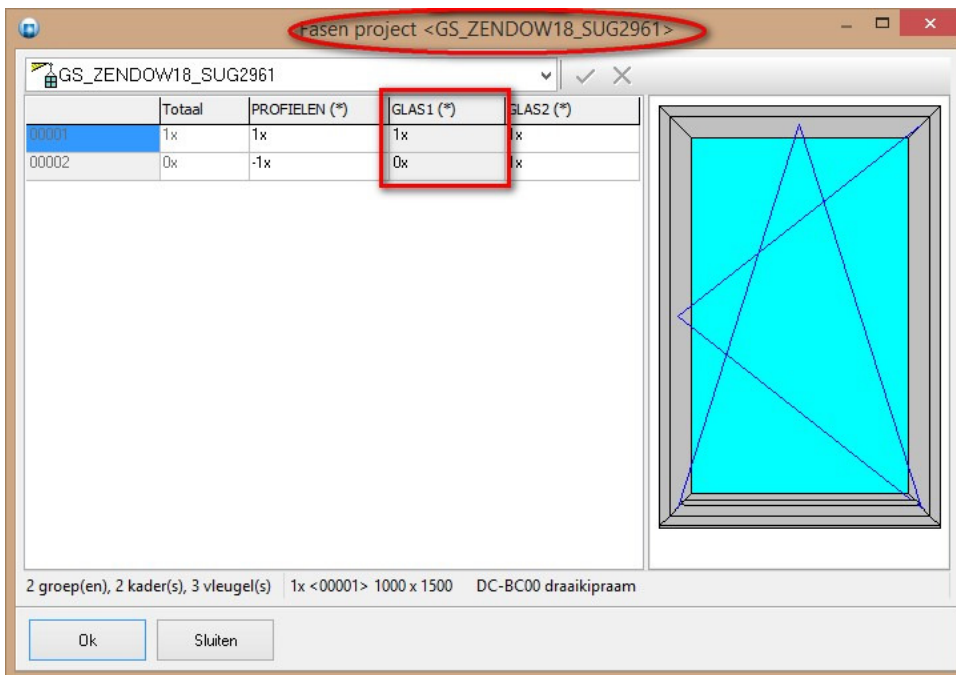 Fasen project <GS_ZENDOW18_SUG2961>
GS_ZENDOW18_SUG2961
Totaal PROFIELEN (*) GLAS1 (*) GLAS2 (*)
00001 1x 1x 1x 1x
00002 0x -1x 0x 1x
2 groep(en), 2 kader(s), 3 vleugel(s) 1x <00001> 1000 x 1500 DC-BC00 draaikipraam
Ok Sluiten